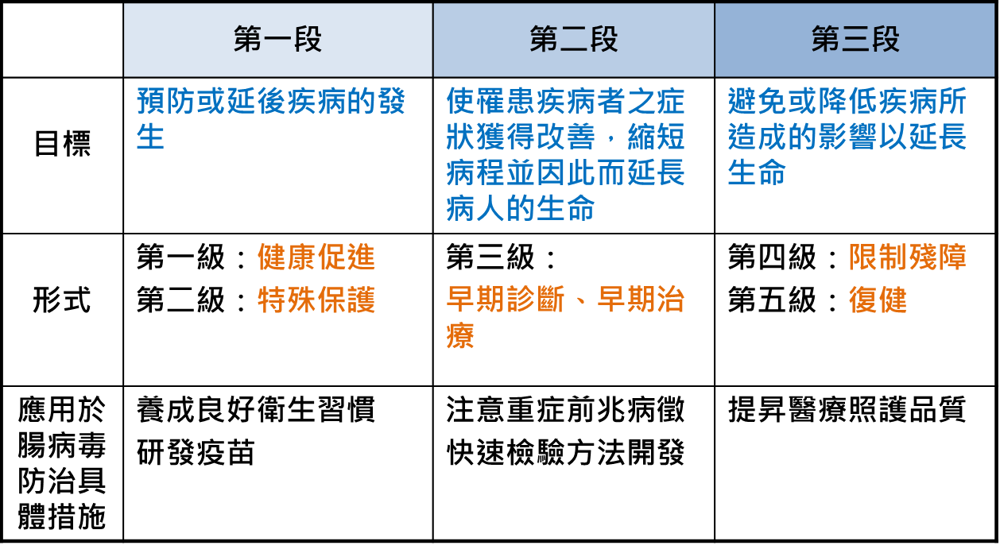 第一段
第二段
第三段
目標
預防或延後疾病的發
生
使罹患疾病者之症
狀獲得改善，縮短
病程並因此而延長
病人的生命
避免或降低疾病所
造成的影響以延長
生命
形式
第一級：健康促進
第二級：特殊保護
第三級：
早期診斷、早期治
療
第四級：限制殘障
第五級：復健
應用於
腸病毒
防治具
體措施
養成良好衛生習慣
研發疫苗
注意重症前兆病徵
快速檢驗方法開發
提昇醫療照護品質